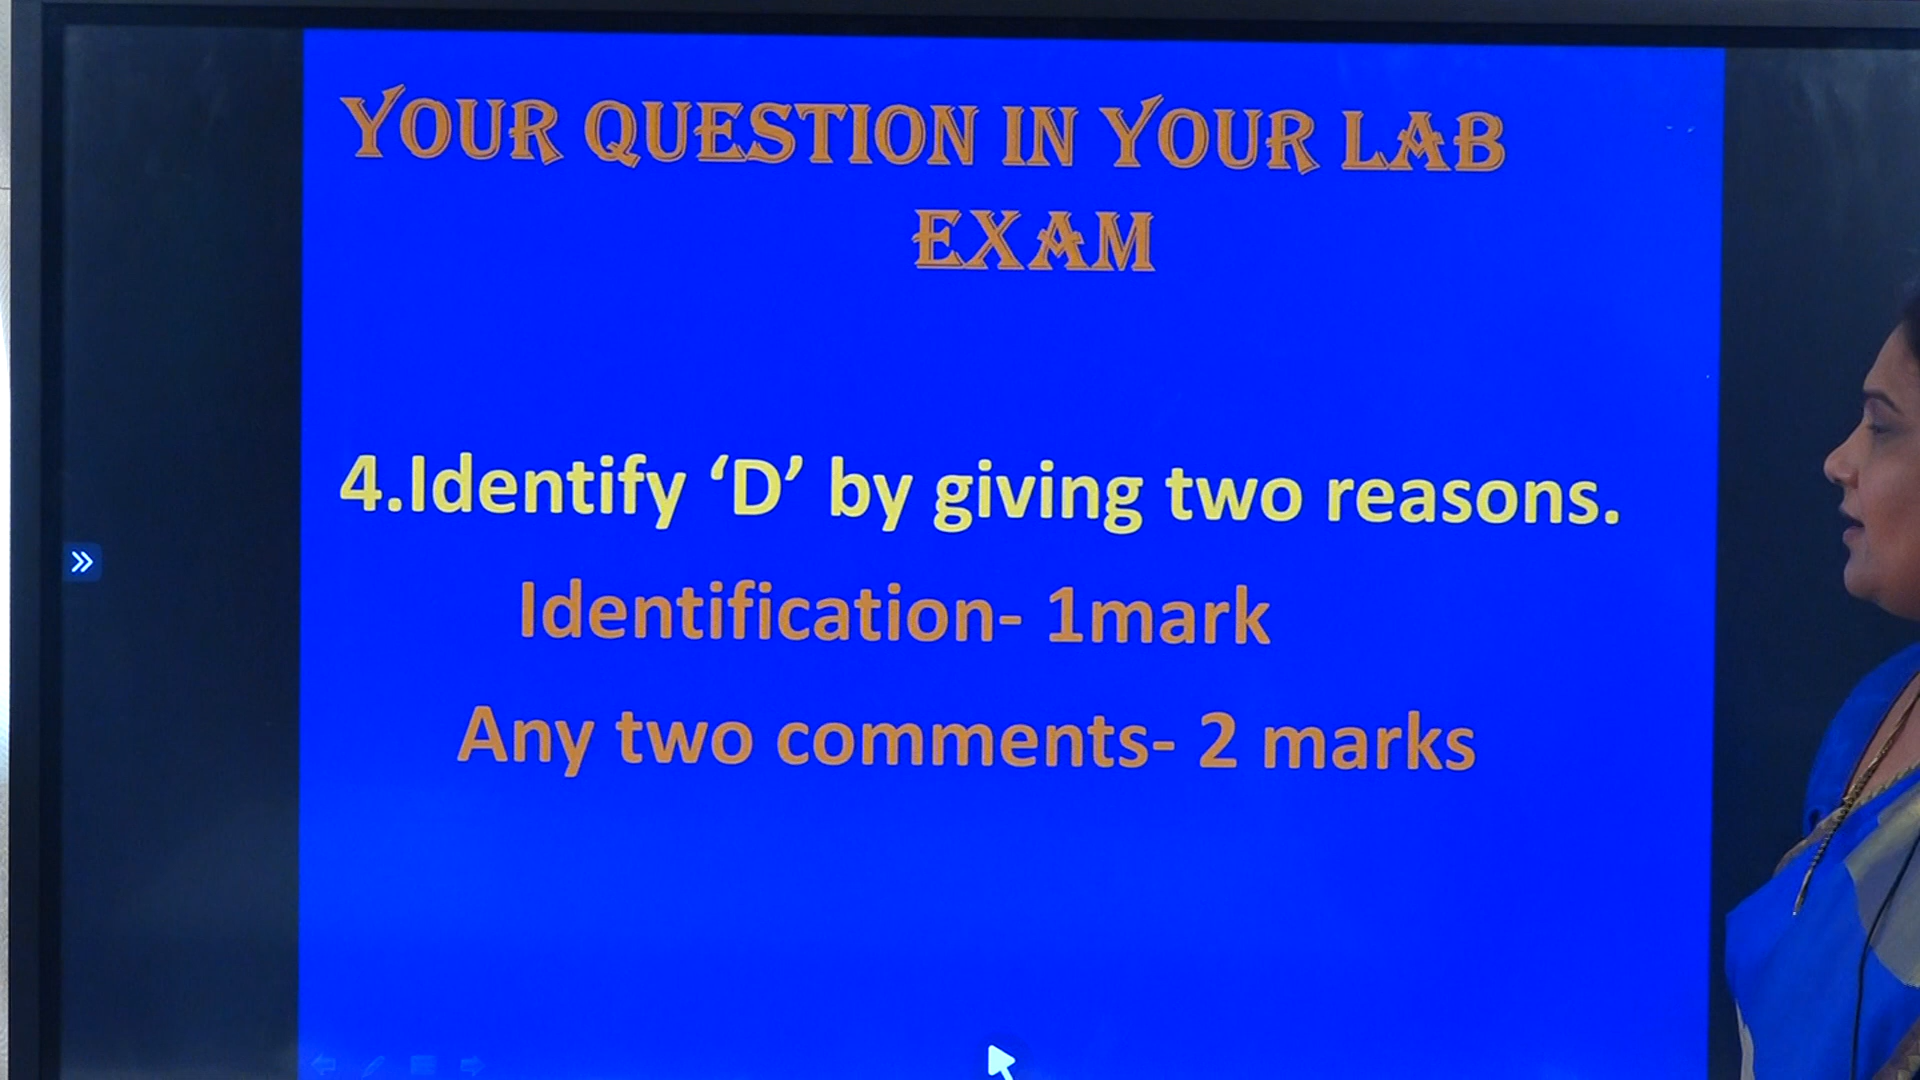 YOUR QUESTION IN YOUR LAB
EXAM
4.Identify ‘D’ by giving two reasons.
Identification- 1mark
Any two comments- 2 marks